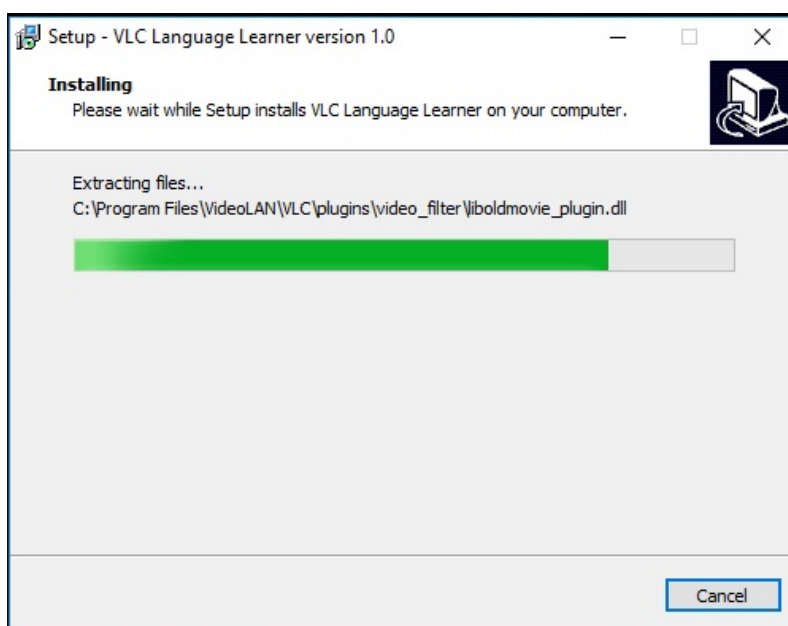 Setup - VLC Language Learner version 1.0
Installing
Please wait while Setup installs VLC Language Learner on your computer.
Extracting files...
C:\Program Files\VideoLAN\VLC\plugins\video_filter\liboldmovie_plugin.dll
Cancel